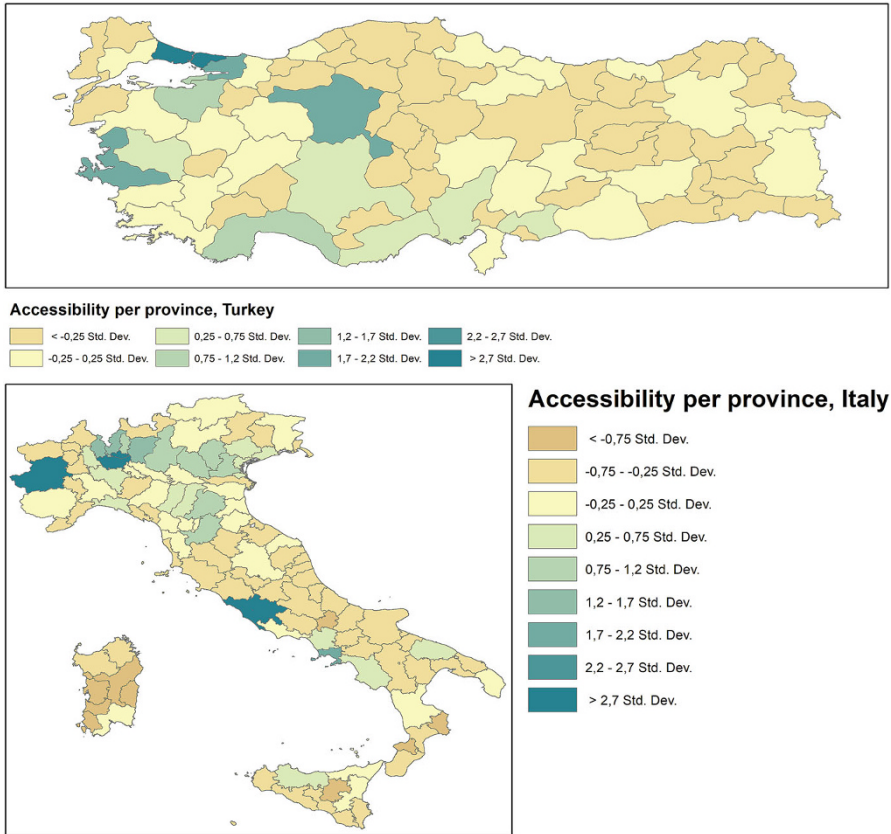 Accessibility per province, Turkey
< -0,25 Std. Dev.
0,25 - 0,75 Std. Dev.
1,2 - 1,7 Std. Dev.
2,2 - 2,7 Std. Dev.
-0,25 - 0,25 Std. Dev.
0,75 - 1,2 Std. Dev.
1,7 - 2,2 Std. Dev.
> 2,7 Std. Dev.
Accessibility per province, Italy
< -0,75 Std. Dev.
-0,75 - -0,25 Std. Dev.
-0,25 - 0,25 Std. Dev.
0,25 - 0,75 Std. Dev.
0,75 - 1,2 Std. Dev.
1,2 - 1,7 Std. Dev.
1,7 - 2,2 Std. Dev.
2,2 - 2,7 Std. Dev.
> 2,7 Std. Dev.